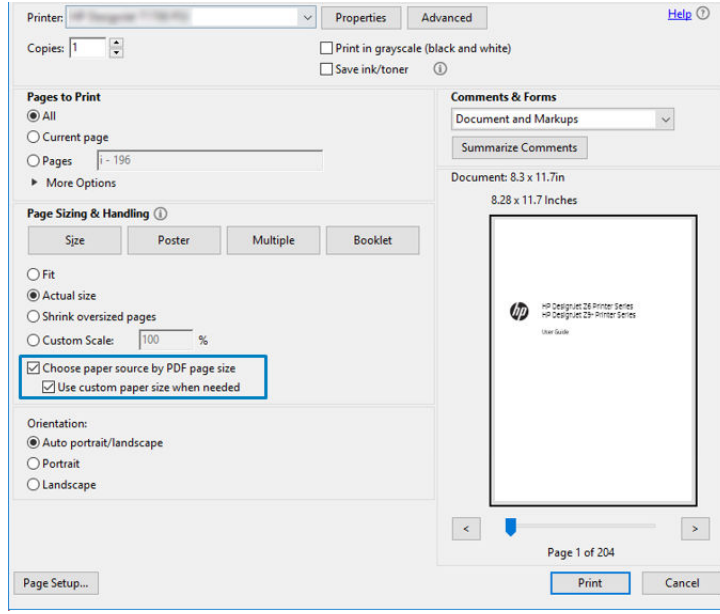 Printer:
Properties
Advanced
Help
Copies: 1
Print in grayscale (black and white)
Save ink/toner
Pages to Print
All
Current page
Pages i - 196
More Options
Comments & Forms
Document and Markups
Summarize Comments
Page Sizing & Handling
Size
Poster
Multiple
Booklet
Fit
Actual size
Shrink oversized pages
Custom Scale: 100 %
Choose paper source by PDF page size
Use custom paper size when needed
Orientation:
Auto portrait/landscape
Portrait
Landscape
Document: 8.3 x 11.7in
8.28 x 11.7 Inches
hp
HP DesignJet Z6 Printer Series
HP DesignJet Z9+ Printer Series
User Guide
<
>
Page 1 of 204
Page Setup...
Print
Cancel